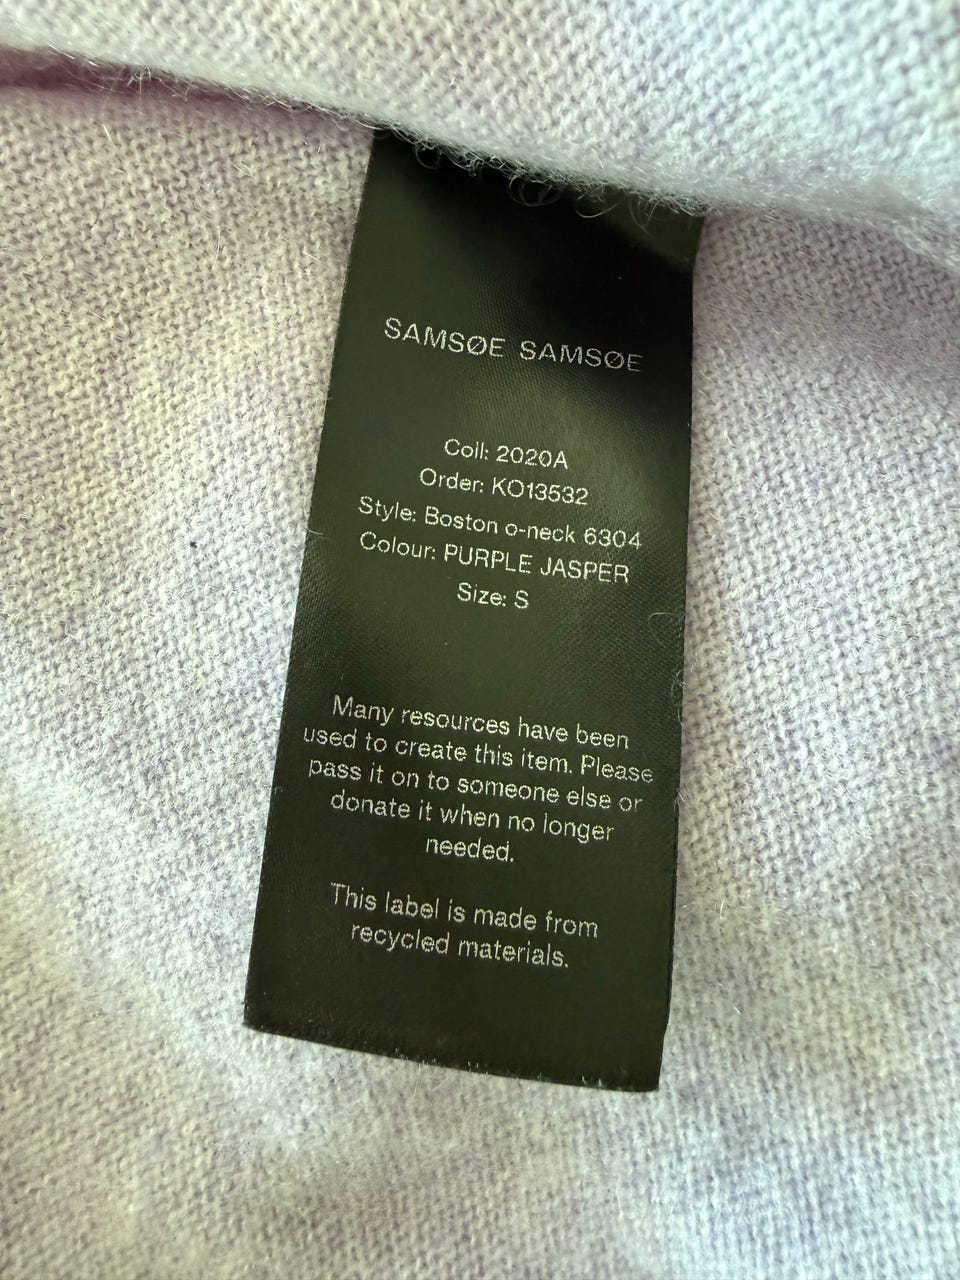 SAMSØE SAMSØE
Coll: 2020A
Order: KO13532
Style: Boston o-neck 6304
Colour: PURPLE JASPER
Size: S
Many resources have been
used to create this item. Please
pass it on to someone else or
donate it when no longer
needed.
This label is made from
recycled materials.